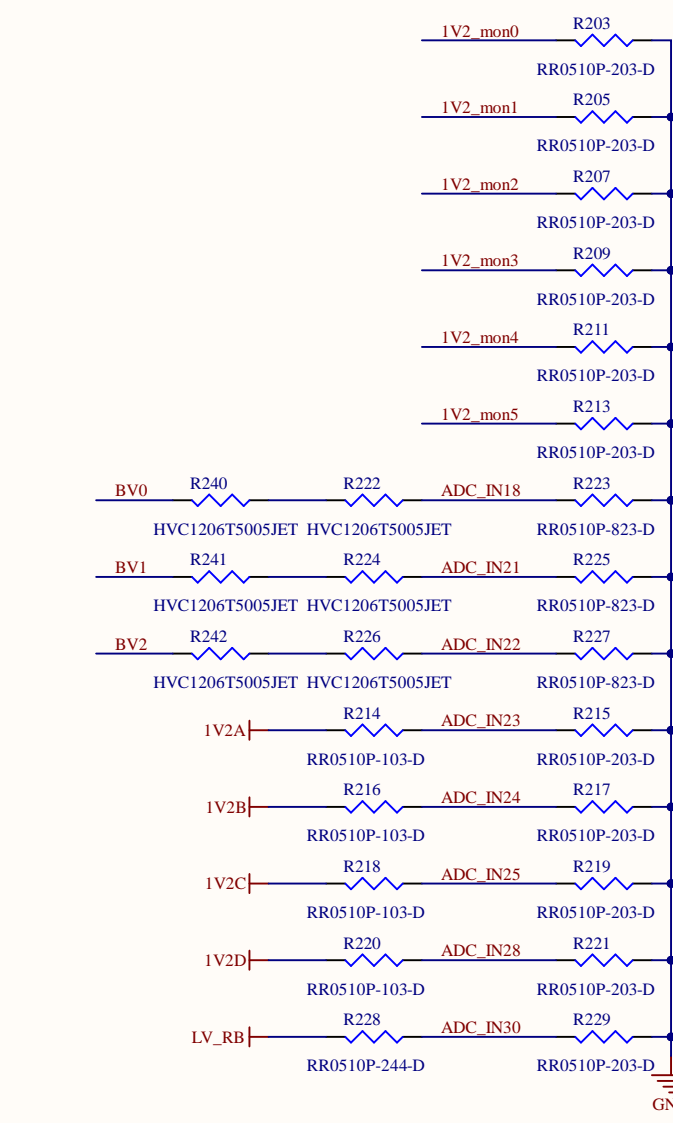 R203
1V2_mon0
RR0510P-203-D
R205
1V2_mon1
RR0510P-203-D
R207
1V2_mon2
RR0510P-203-D
R209
1V2_mon3
RR0510P-203-D
R211
1V2_mon4
RR0510P-203-D
R213
1V2_mon5
RR0510P-203-D
R240 R222 R223
BV0 ADC_IN18
HVC1206T5005JET HVC1206T5005JET RR0510P-823-D
R241 R224 R225
BV1 ADC_IN21
HVC1206T5005JET HVC1206T5005JET RR0510P-823-D
R242 R226 R227
BV2 ADC_IN22
HVC1206T5005JET HVC1206T5005JET RR0510P-823-D
R214 R215
1V2A ADC_IN23
RR0510P-103-D RR0510P-203-D
R216 R217
1V2B ADC_IN24
RR0510P-103-D RR0510P-203-D
R218 R219
1V2C ADC_IN25
RR0510P-103-D RR0510P-203-D
R220 R221
1V2D ADC_IN28
RR0510P-103-D RR0510P-203-D
R228 R229
LV_RB ADC_IN30
RR0510P-244-D RR0510P-203-D